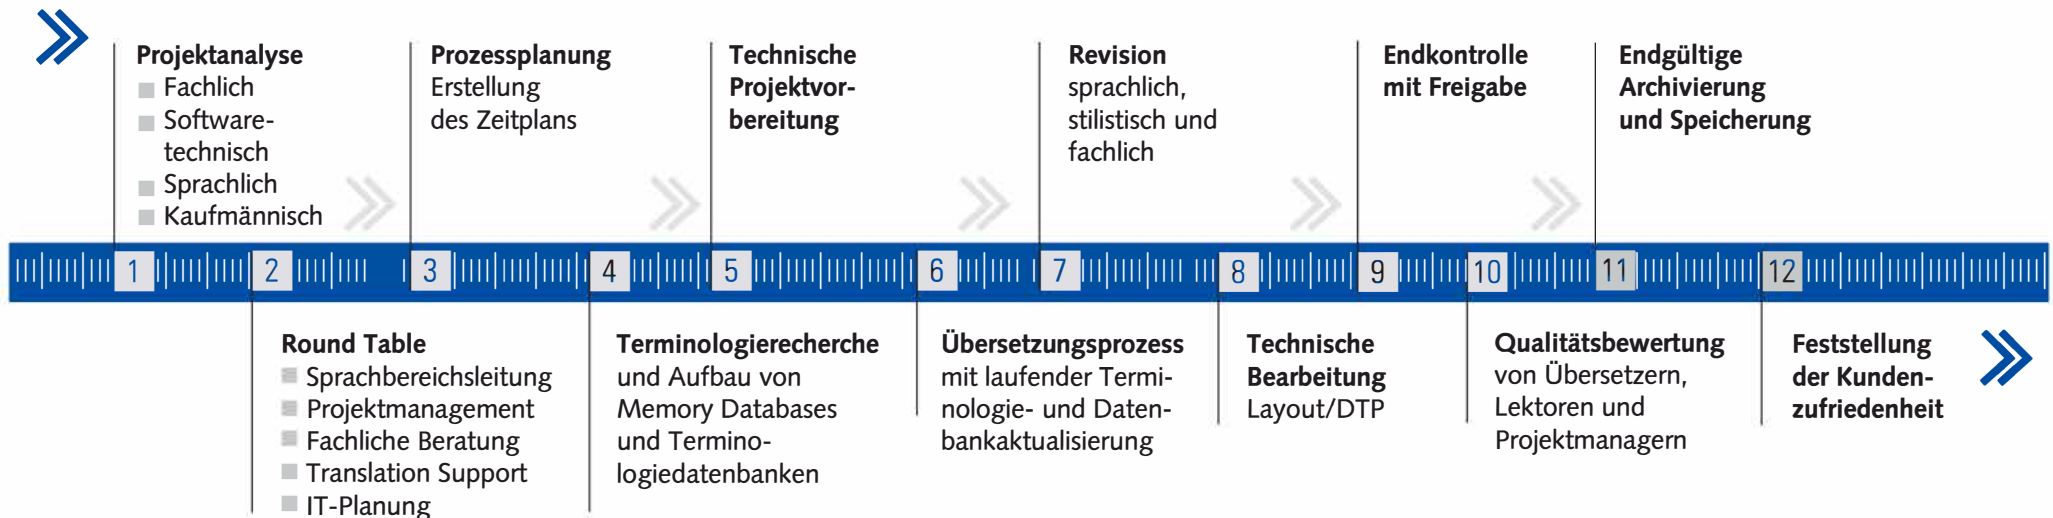 Projektanalyse
Fachlich
Software-
technisch
Sprachlich
Kaufmännisch
Prozessplanung
Erstellung
des Zeitplans
Technische
Projektvor-
bereitung
Revision
sprachlich,
stilistisch und
fachlich
Endkontrolle
mit Freigabe
Endgültige
Archivierung
und Speicherung
1 2 3 4 5 6 7 8 9 10 11 12
Round Table
Sprachbereichsleitung
Projektmanagement
Fachliche Beratung
Translation Support
IT-Planung
Terminologierecherche
und Aufbau von
Memory Databases
und Termino-
logiedatenbanken
Übersetzungsprozess
mit laufender Termi-
nologie- und Daten-
bankaktualisierung
Technische
Bearbeitung
Layout/DTP
Qualitätsbewertung
von Übersetzern,
Lektoren und
Projektmanagern
Feststellung
der Kunden-
zufriedenheit